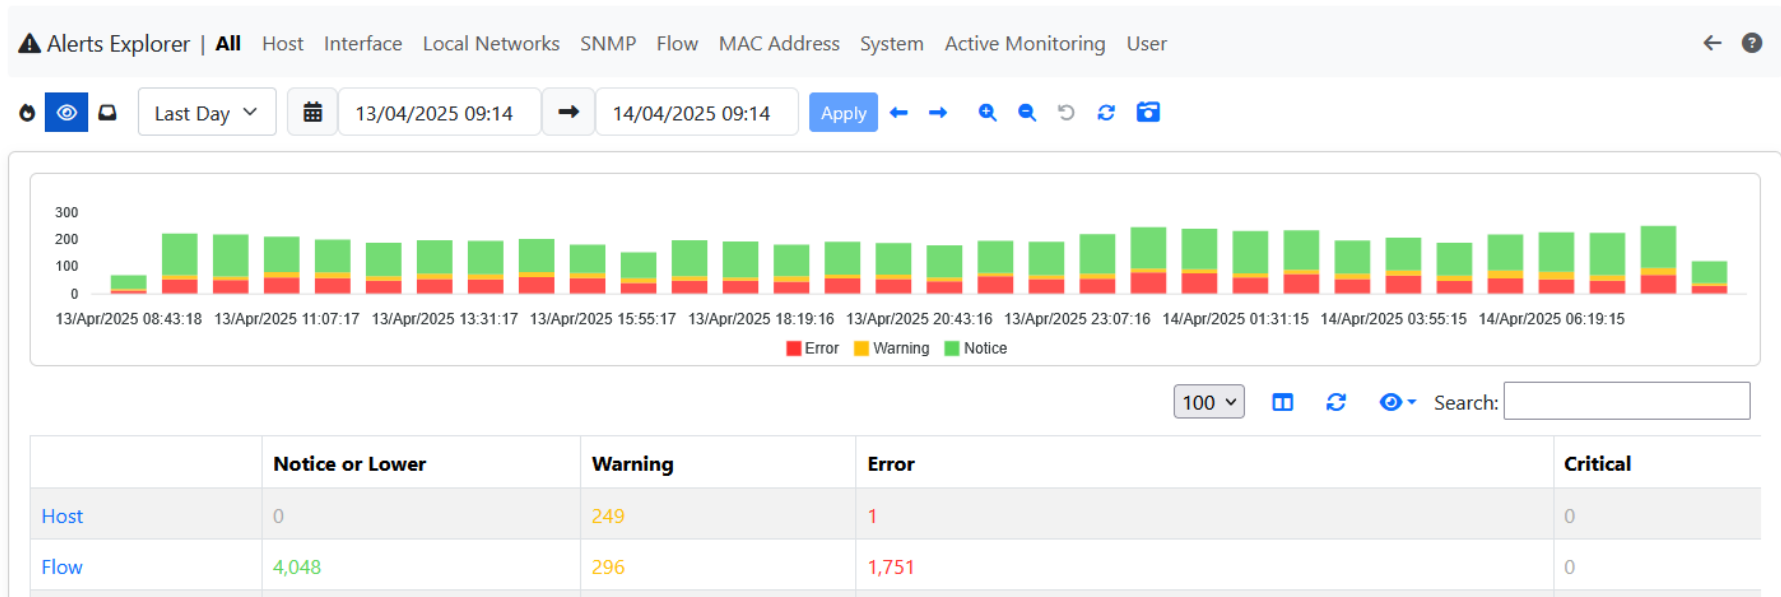 Alerts Explorer | All Host Interface Local Networks SNMP Flow MAC Address System Active Monitoring User
Last Day 13/04/2025 09:14 14/04/2025 09:14 Apply
300
200
100
0
13/Apr/2025 08:43:18 13/Apr/2025 11:07:17 13/Apr/2025 13:31:17 13/Apr/2025 15:55:17 13/Apr/2025 18:19:16 13/Apr/2025 20:43:16 13/Apr/2025 23:07:16 14/Apr/2025 01:31:15 14/Apr/2025 03:55:15 14/Apr/2025 06:19:15
Error Warning Notice
100 Search:
Notice or Lower Warning Error Critical
Host 0 249 1 0
Flow 4,048 296 1,751 0